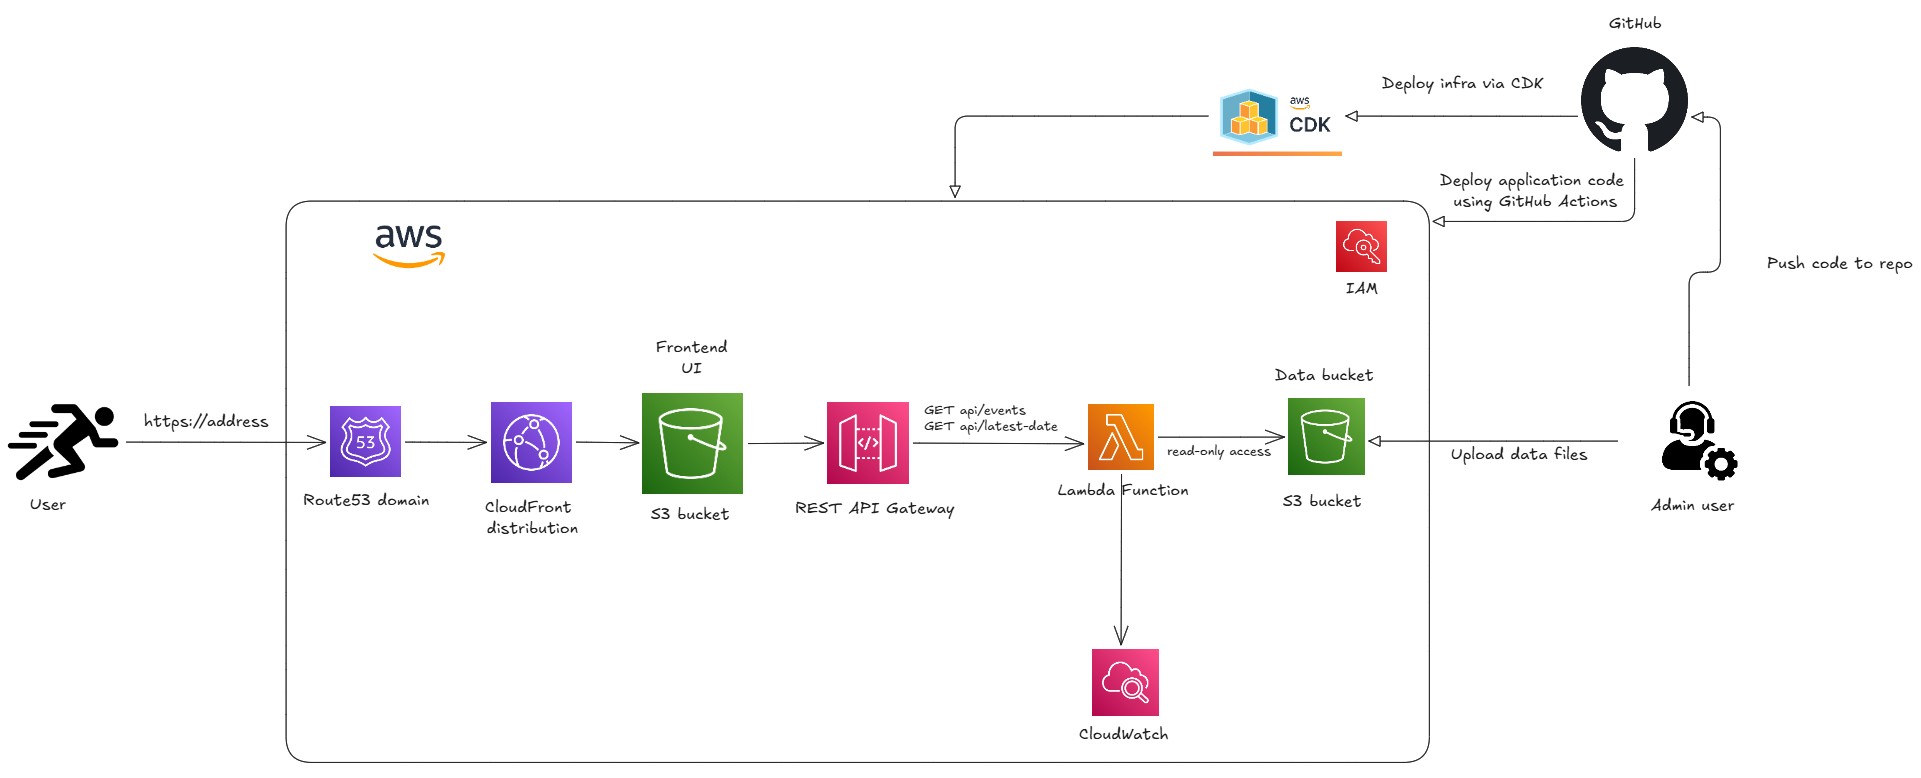 GitHub
Deploy infra via CDK
aws
CDK
Deploy application code
using GitHub Actions
aws
IAM
Push code to repo
Frontend
UI
Data bucket
https://address
GET api/events
GET api/latest-date
53
read-only access
Upload data files
User
Route53 domain
CloudFront
distribution
S3 bucket
REST API Gateway
Lambda Function
S3 bucket
Admin user
CloudWatch